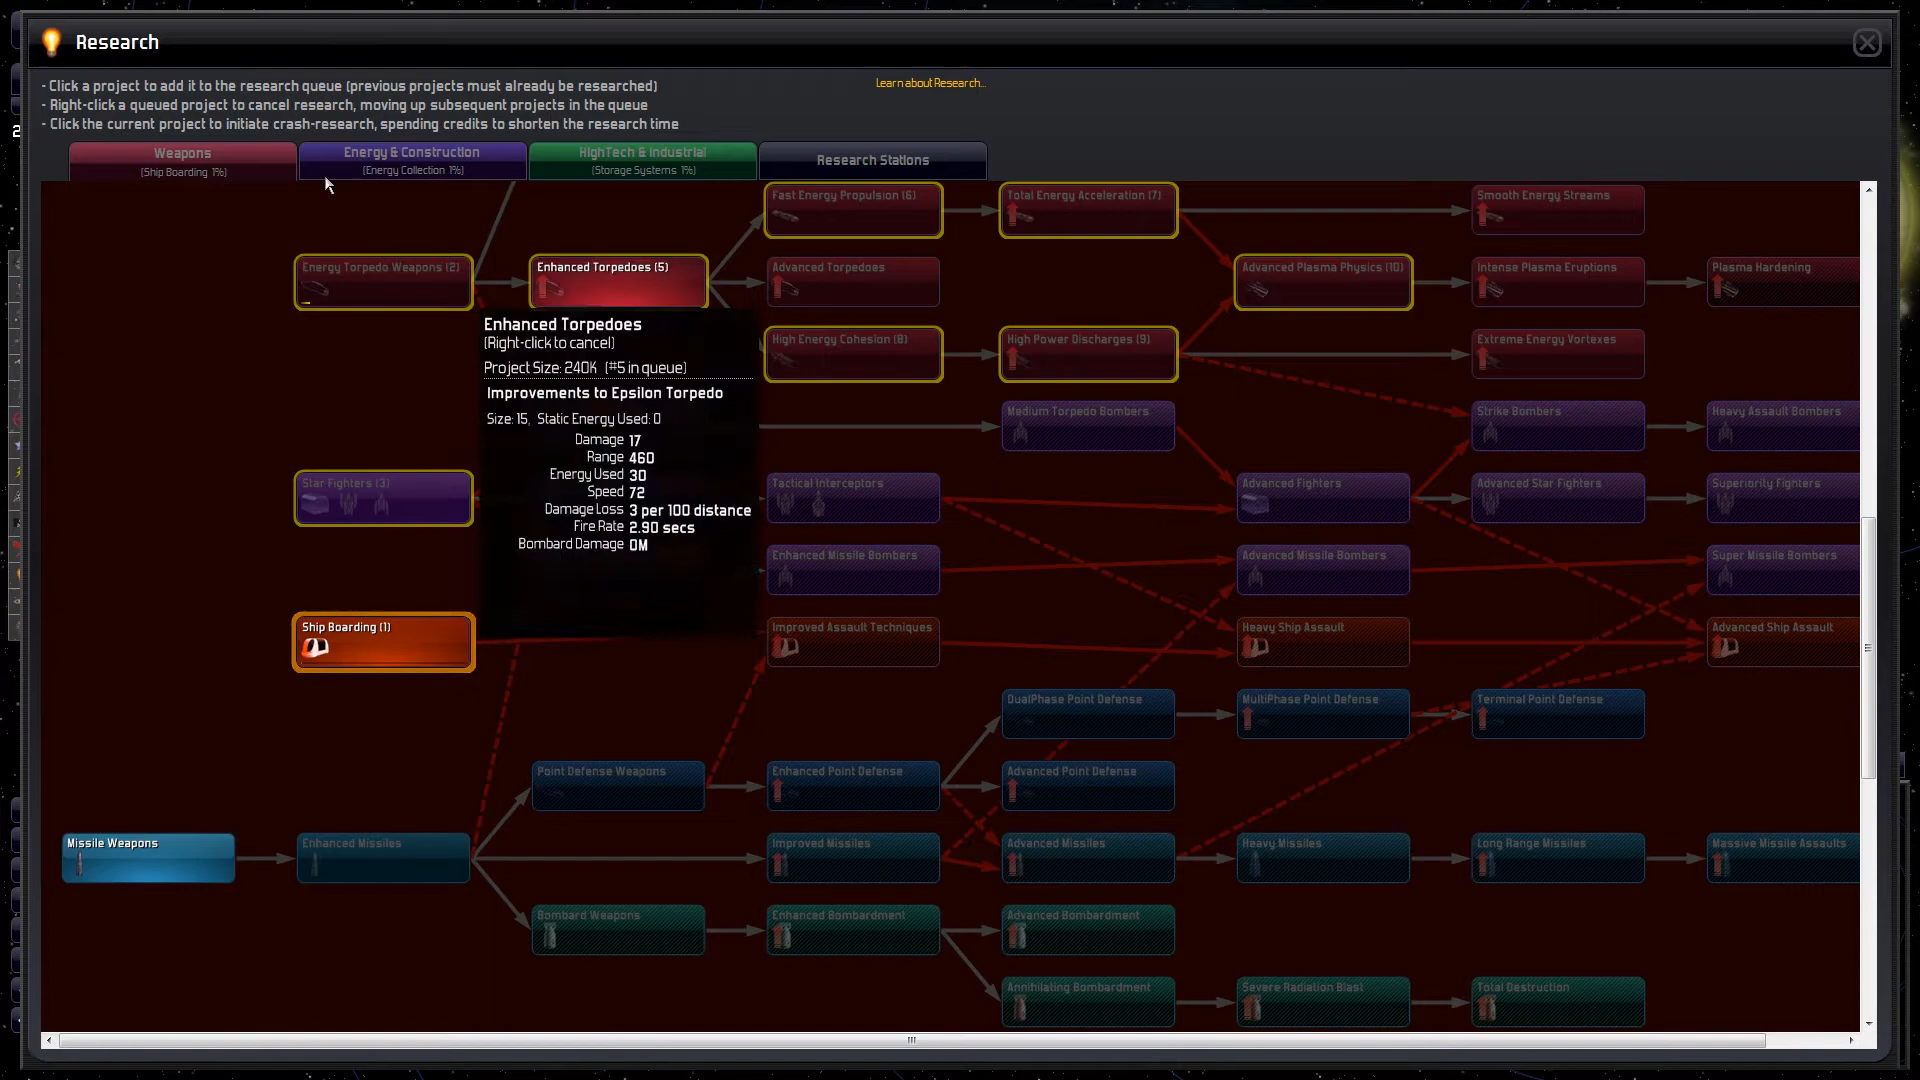 Research
- Click a project to add it to the research queue (previous projects must already be researched)
- Right-click a queued project to cancel research, moving up subsequent projects in the queue
- Click the current project to initiate crash-research, spending credits to shorten the research time
Learn about Research...
Weapons
(Ship Boarding 1%)
Energy & Construction
(Energy Collection 1%)
HighTech & Industrial
(Storage Systems 1%)
Research Stations
Fast Energy Propulsion (6)
Total Energy Acceleration (7)
Smooth Energy Streams
Energy Torpedo Weapons (2)
Enhanced Torpedoes (5)
Advanced Torpedoes
Advanced Plasma Physics (10)
Intense Plasma Eruptions
Plasma Hardening
Enhanced Torpedoes
(Right-click to cancel)
Project Size: 240K (#5 in queue)
Improvements to Epsilon Torpedo
Size: 15, Static Energy Used: 0
Damage 17
Range 460
Energy Used 30
Speed 72
Damage Loss 3 per 100 distance
Fire Rate 2.90 secs
Bombard Damage 0M
High Energy Cohesion (8)
High Power Discharges (9)
Extreme Energy Vortexes
Medium Torpedo Bombers
Strike Bombers
Heavy Assault Bombers
Star Fighters (3)
Tactical Interceptors
Advanced Fighters
Advanced Star Fighters
Superiority Fighters
Enhanced Missile Bombers
Advanced Missile Bombers
Super Missile Bombers
Ship Boarding (1)
Improved Assault Techniques
Heavy Ship Assault
Advanced Ship Assault
DualPhase Point Defense
MultiPhase Point Defense
Terminal Point Defense
Point Defense Weapons
Enhanced Point Defense
Advanced Point Defense
Missile Weapons
Enhanced Missiles
Improved Missiles
Advanced Missiles
Heavy Missiles
Long Range Missiles
Massive Missile Assaults
Bombard Weapons
Enhanced Bombardment
Advanced Bombardment
Annihilating Bombardment
Severe Radiation Blast
Total Destruction